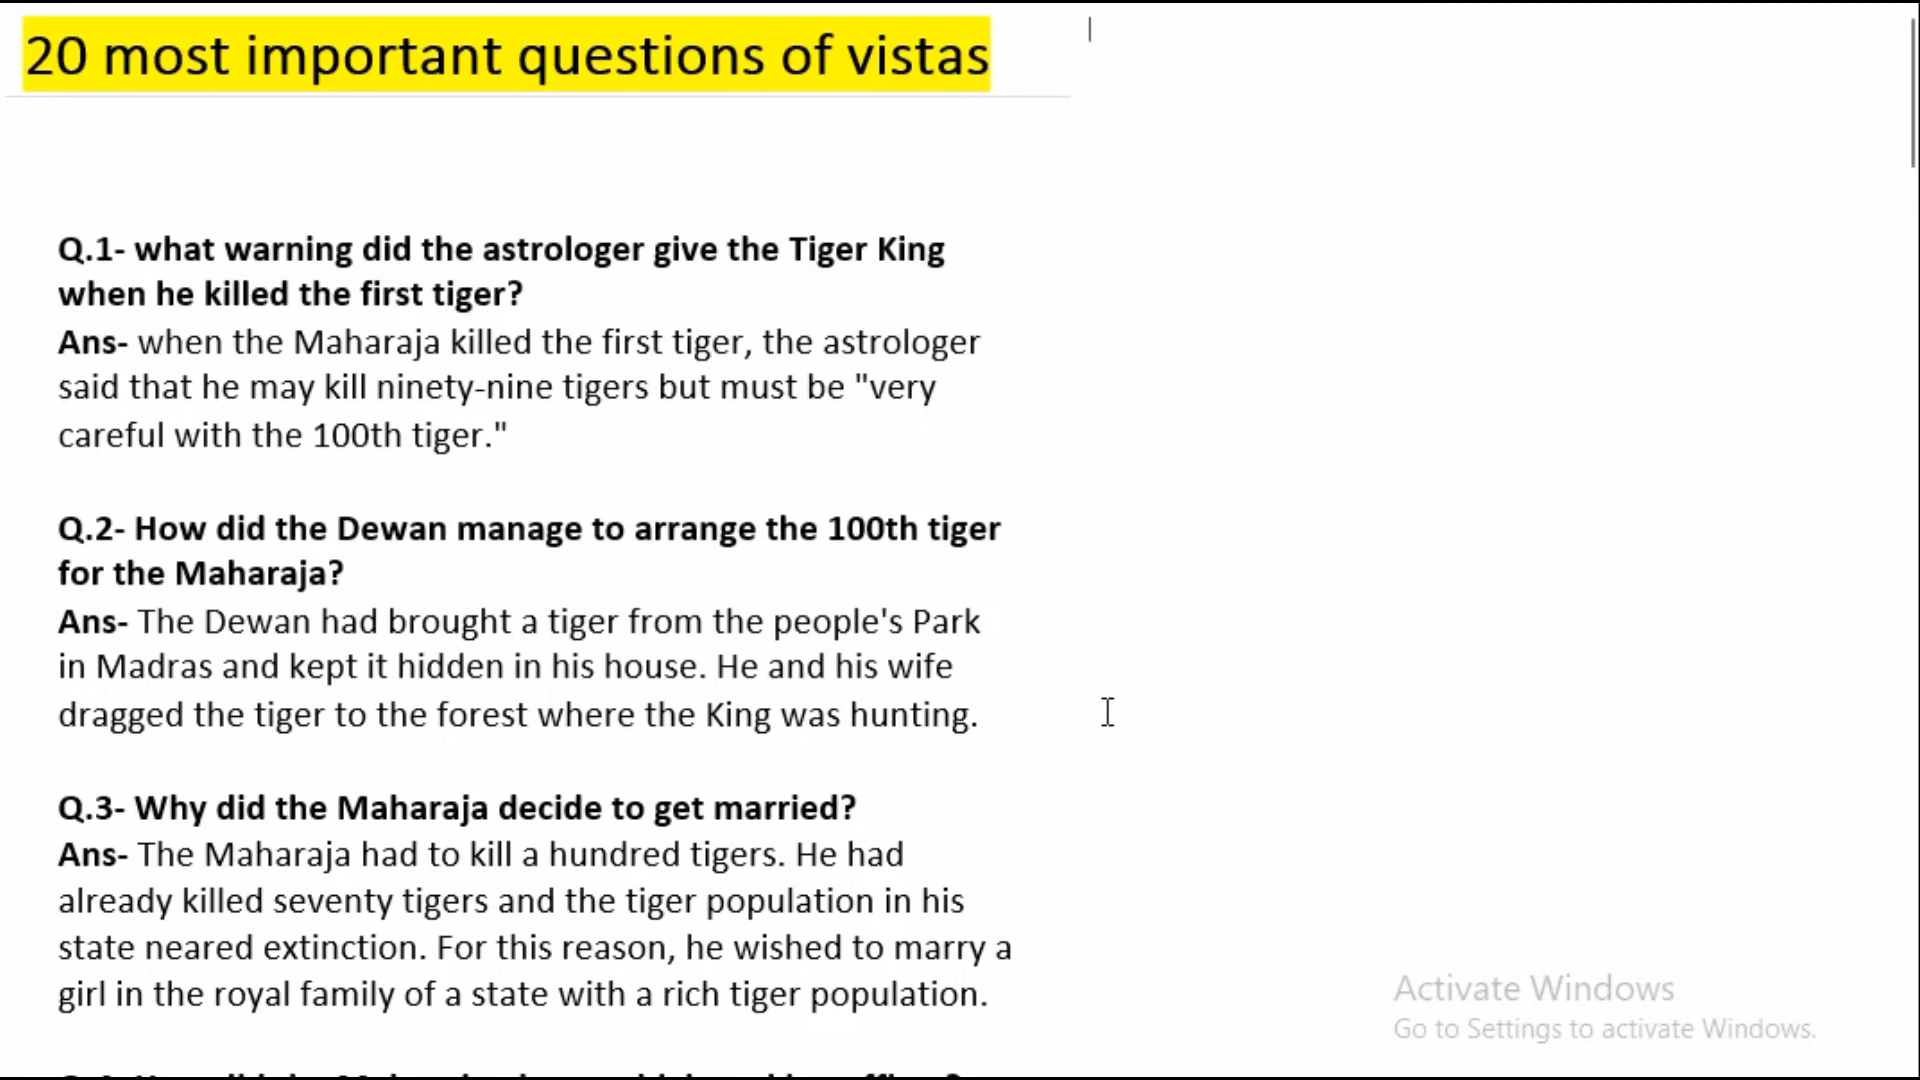 20 most important questions of vistas
Q.1- what warning did the astrologer give the Tiger King
when he killed the first tiger?
Ans- when the Maharaja killed the first tiger, the astrologer
said that he may kill ninety-nine tigers but must be "very
careful with the 100th tiger."
Q.2- How did the Dewan manage to arrange the 100th tiger
for the Maharaja?
Ans- The Dewan had brought a tiger from the people's Park
in Madras and kept it hidden in his house. He and his wife
dragged the tiger to the forest where the King was hunting.
Q.3- Why did the Maharaja decide to get married?
Ans- The Maharaja had to kill a hundred tigers. He had
already killed seventy tigers and the tiger population in his
state neared extinction. For this reason, he wished to marry a
girl in the royal family of a state with a rich tiger population.
Activate Windows
Go to Settings to activate Windows.